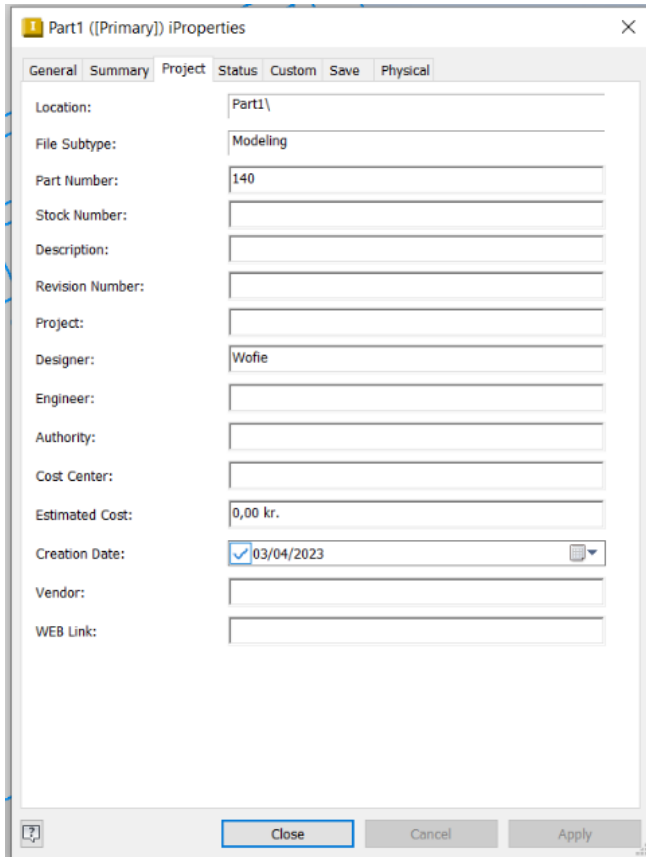 Part1 ([Primary]) iProperties
General Summary Project Status Custom Save Physical
Location: Part1\
File Subtype: Modeling
Part Number: 140
Stock Number:
Description:
Revision Number:
Project:
Designer: Wofie
Engineer:
Authority:
Cost Center:
Estimated Cost: 0,00 kr.
Creation Date: 03/04/2023
Vendor:
WEB Link:
Close Cancel Apply